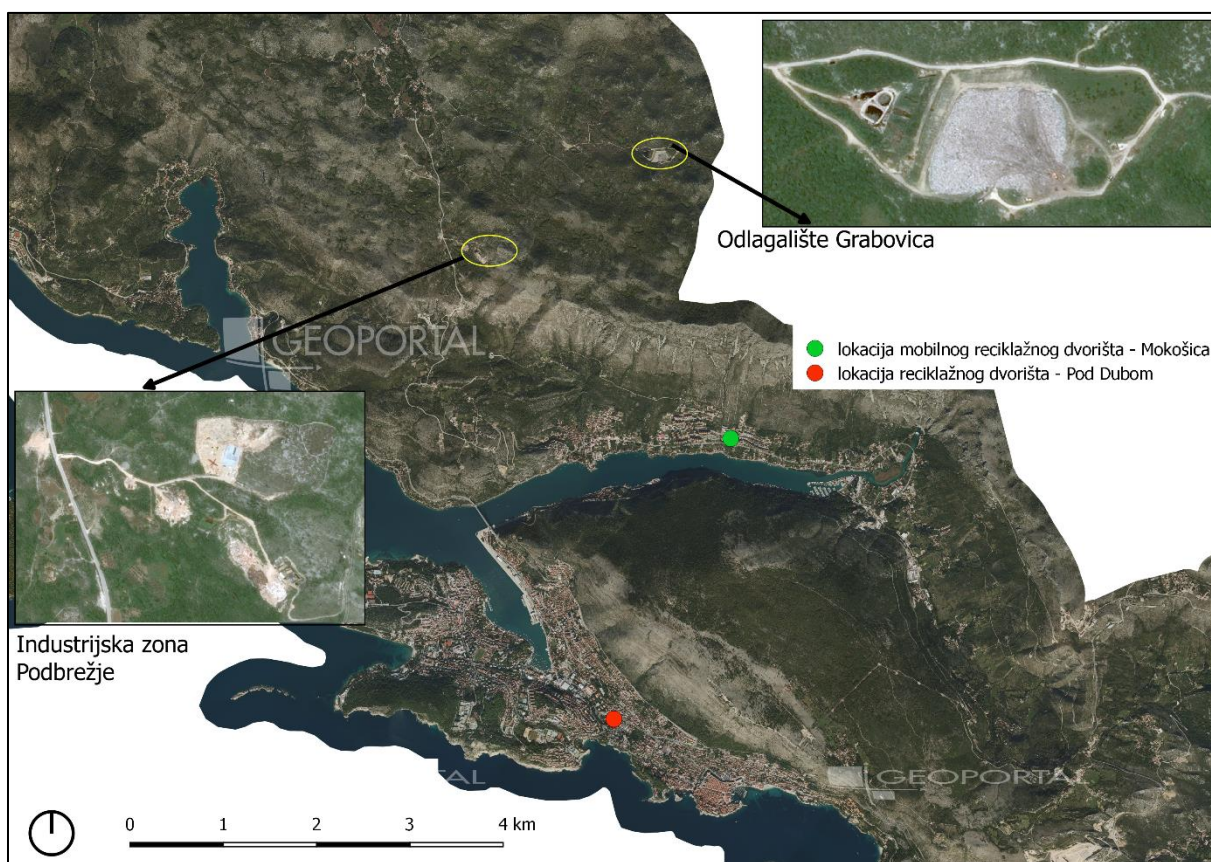 Odlagalište Grabovica
GEOPORTAL
lokacija mobilnog reciklažnog dvorišta - Mokošica
lokacija reciklažnog dvorišta - Pod Dubom
Industrijska zona
Podbrežje
TAL
GEOPORTAL
0 1 2 3 4 km